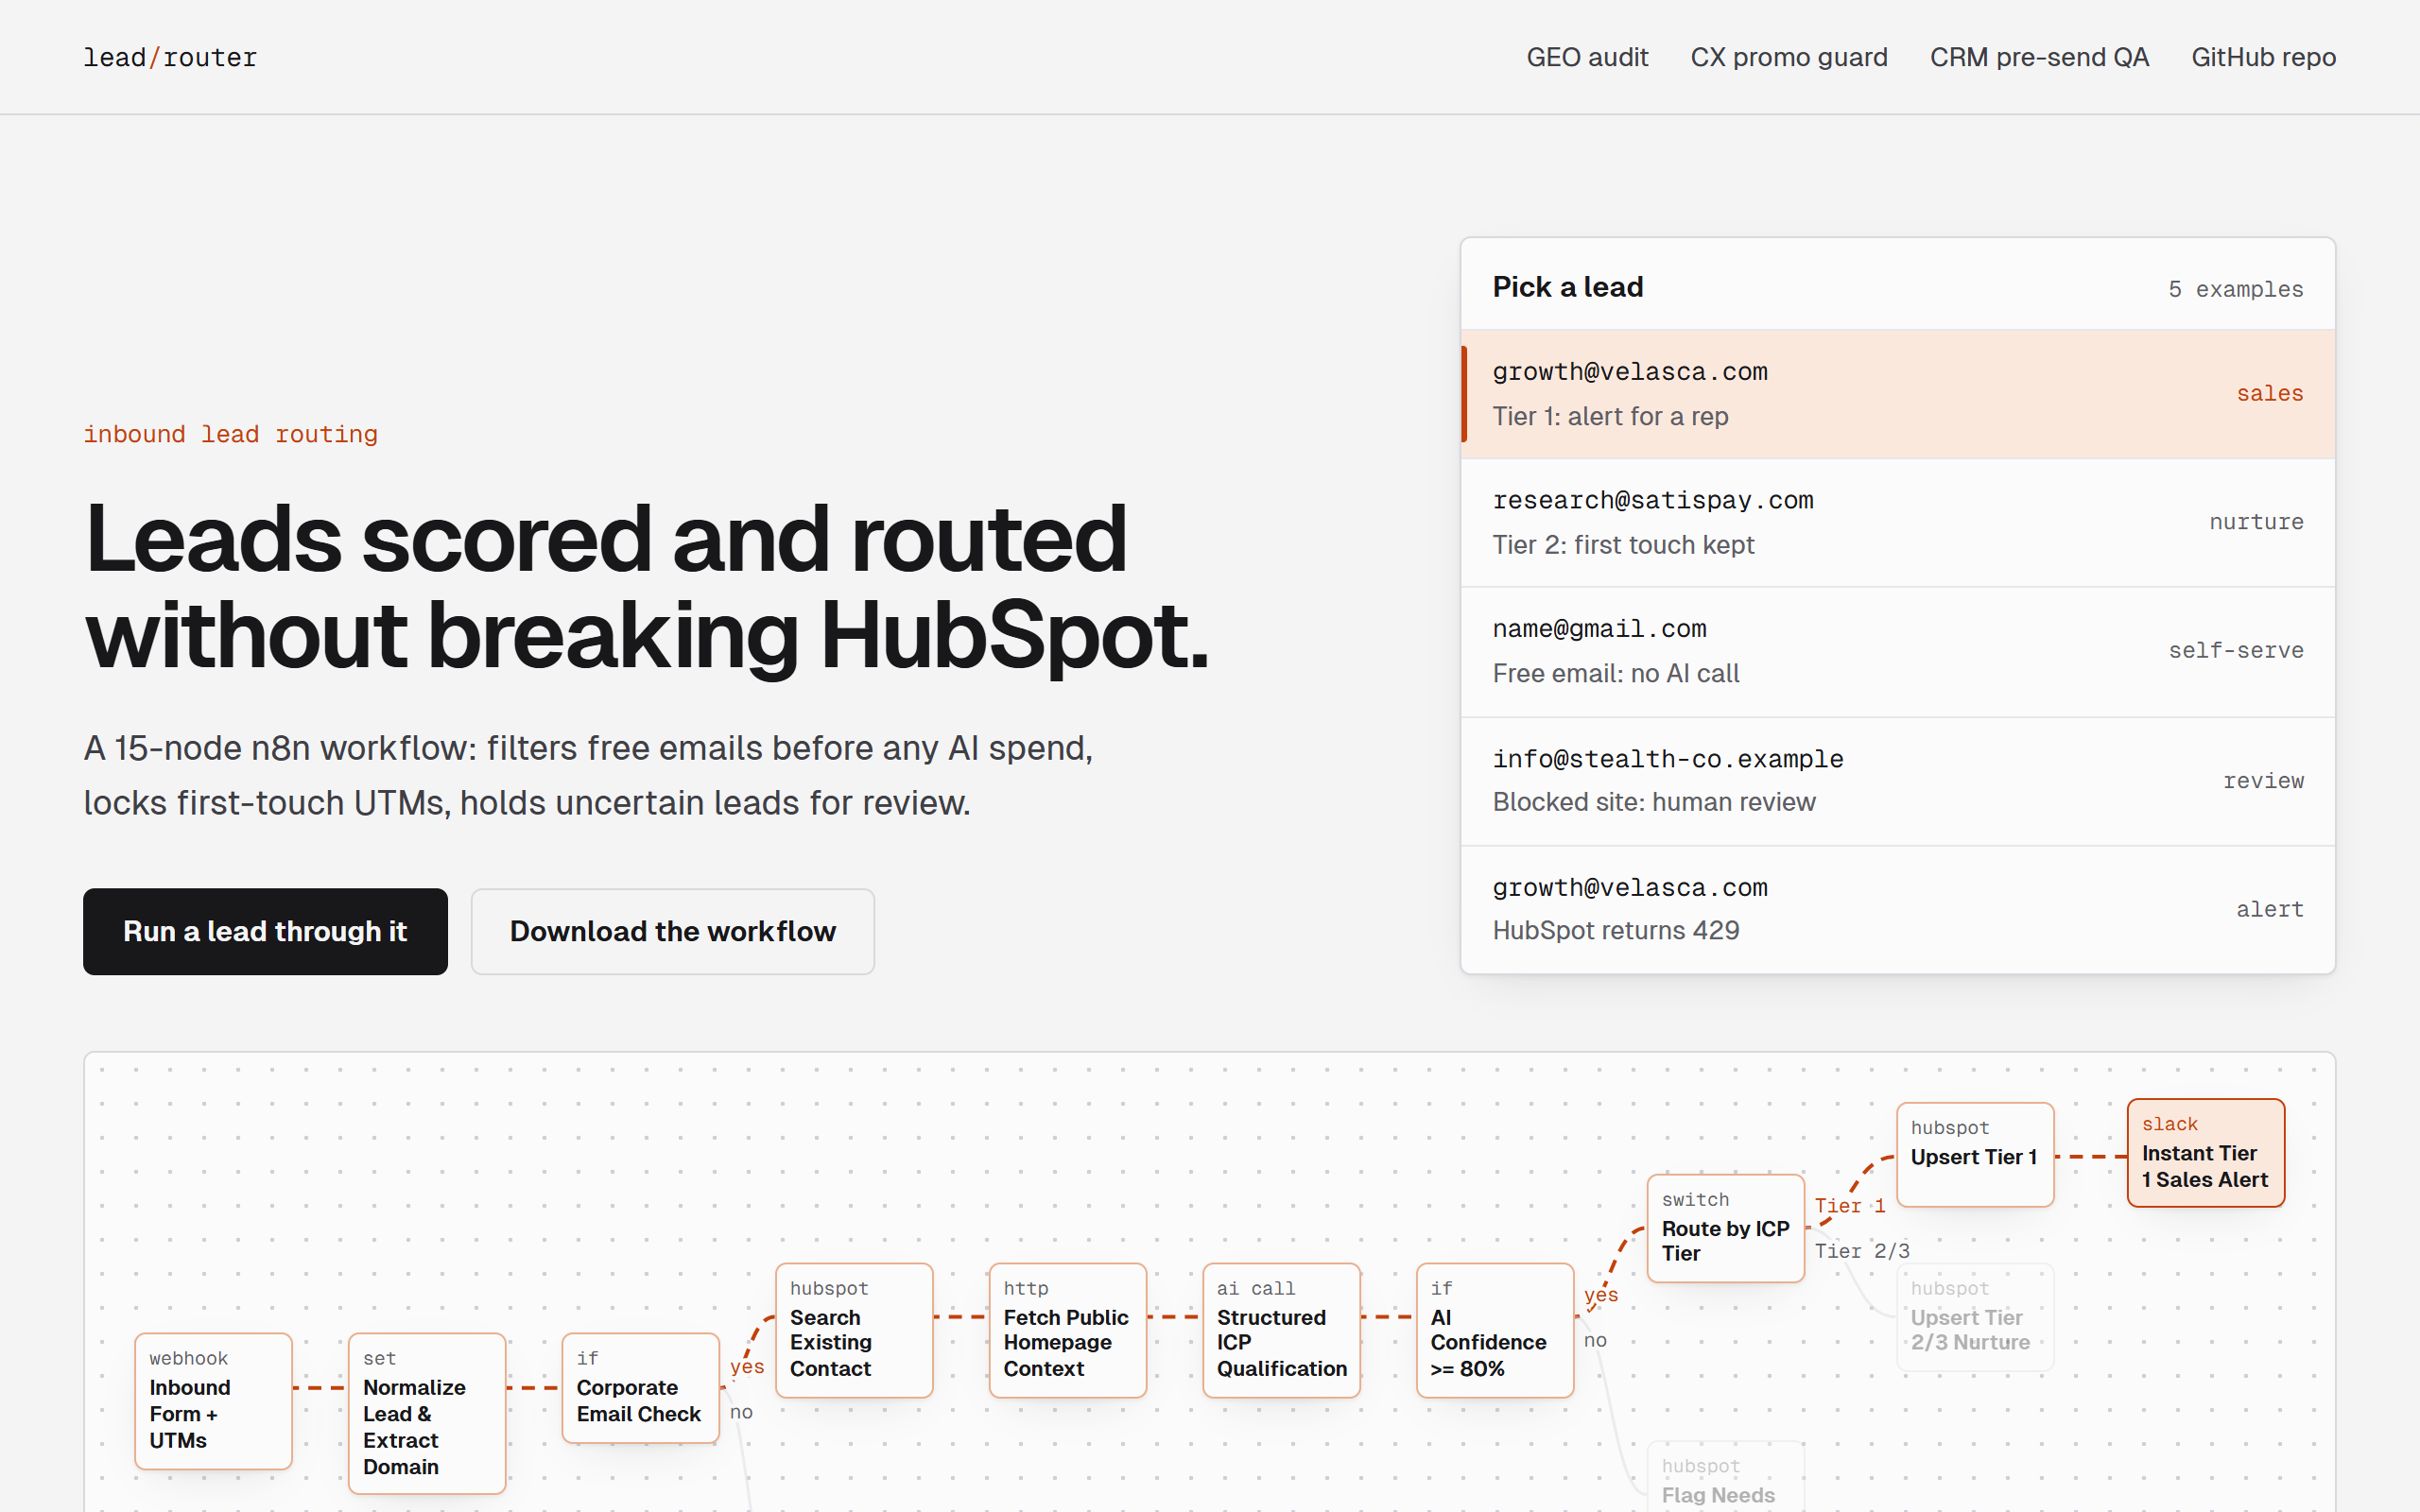 lead/router
GEO audit
CX promo guard
CRM pre-send QA
GitHub repo
inbound lead routing
Leads scored and routed
without breaking HubSpot.
A 15-node n8n workflow: filters free emails before any AI spend,
locks first-touch UTMs, holds uncertain leads for review.
Run a lead through it
Download the workflow
Pick a lead
5 examples
growth@velasca.com
Tier 1: alert for a rep
sales
research@satispay.com
Tier 2: first touch kept
nurture
name@gmail.com
Free email: no AI call
self-serve
info@stealth-co.example
Blocked site: human review
review
growth@velasca.com
HubSpot returns 429
alert
webhook
Inbound
Form +
UTMs
set
Normalize
Lead &
Extract
Domain
if
Corporate
Email Check
yes
no
hubspot
Search
Existing
Contact
http
Fetch Public
Homepage
Context
ai call
Structured
ICP
Qualification
if
AI
Confidence
>= 80%
yes
no
switch
Route by ICP
Tier
Tier 1
Tier 2/3
hubspot
Upsert Tier 1
slack
Instant Tier
1 Sales Alert
hubspot
Upsert Tier
2/3 Nurture
hubspot
Flag Needs